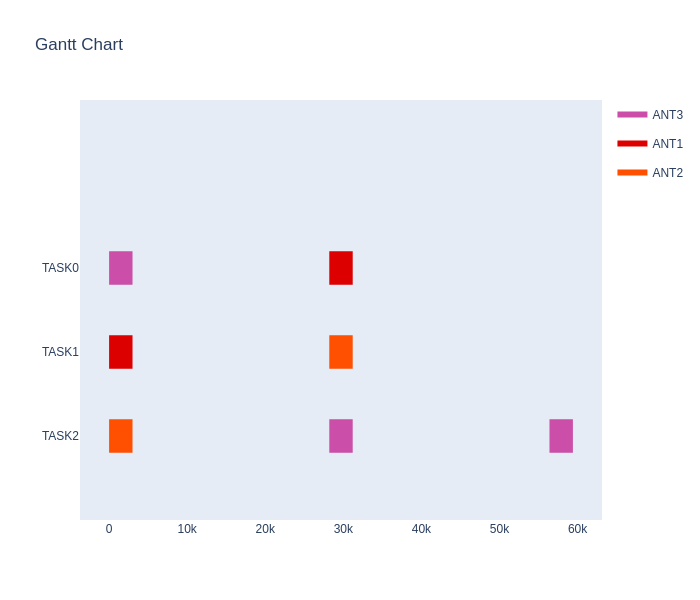 Gantt Chart
ANT3
ANT1
ANT2
TASK0
TASK1
TASK2
0 10k 20k 30k 40k 50k 60k